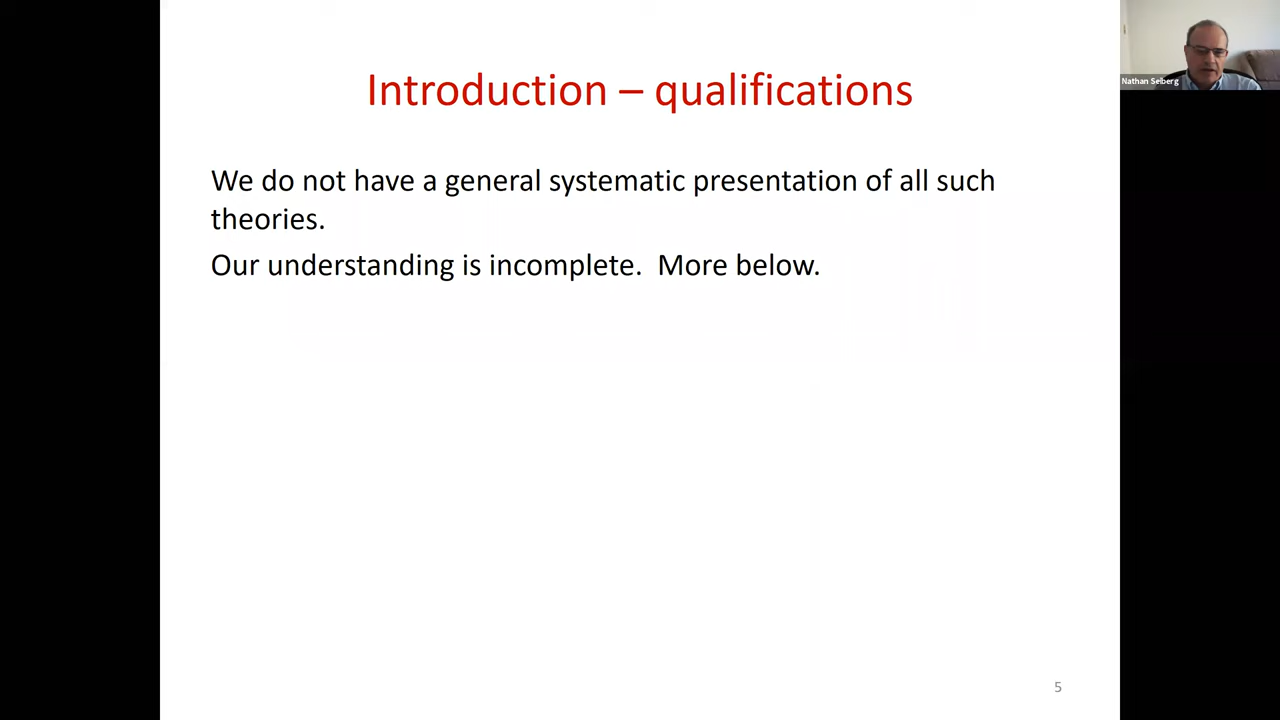 Introduction – qualifications
Nathan Seiberg
We do not have a general systematic presentation of all such
theories.
Our understanding is incomplete.  More below.
5